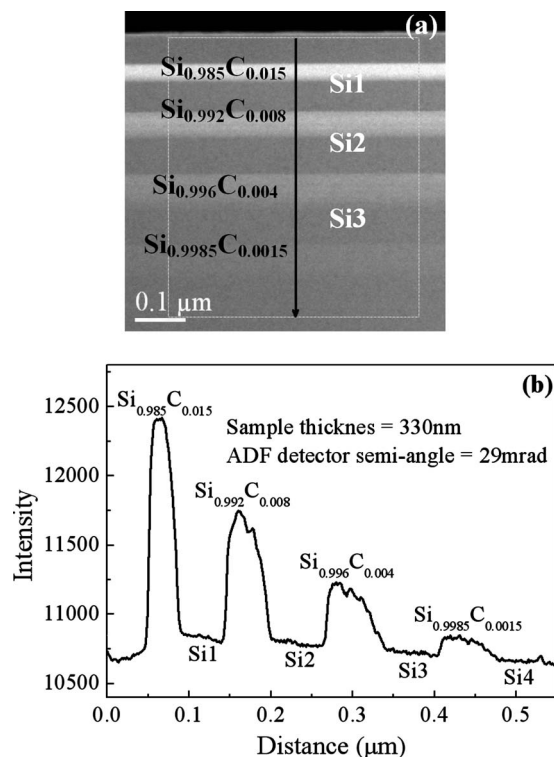 (a)
Si0.985C0.015
Si1
Si0.992C0.008
Si2
Si0.996C0.004
Si3
Si0.9985C0.0015
0.1 µm
(b)
Si0.985C0.015
Sample thicknes = 330nm
ADF detector semi-angle = 29mrad
Si0.992C0.008
Si0.996C0.004
Si0.9985C0.0015
Si1
Si2
Si3
Si4
Intensity
12500
12000
11500
11000
10500
0.0 0.1 0.2 0.3 0.4 0.5
Distance (µm)